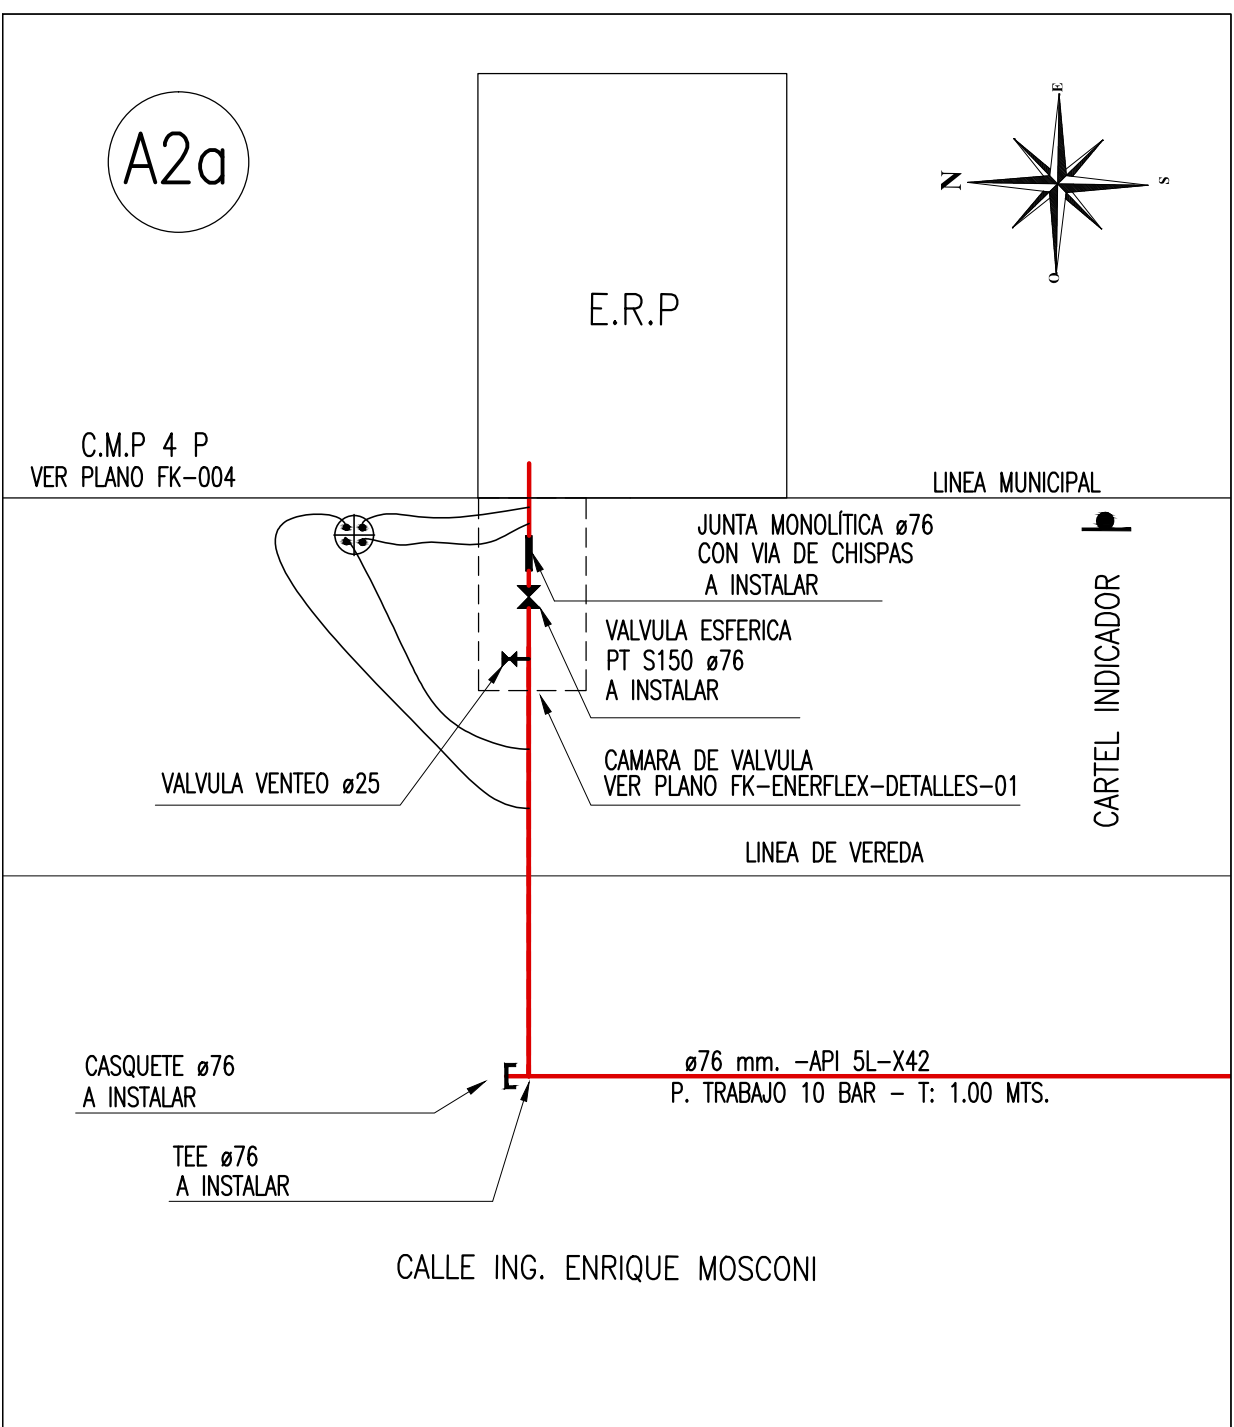 A2a
E
N
S
O
E.R.P
C.M.P 4 P
VER PLANO FK-004
LINEA MUNICIPAL
JUNTA MONOLÍTICA ø76
CON VIA DE CHISPAS
A INSTALAR
VALVULA ESFERICA
PT S150 ø76
A INSTALAR
CARTEL INDICADOR
CAMARA DE VALVULA
VER PLANO FK-ENERFLEX-DETALLES-01
VALVULA VENTEO ø25
LINEA DE VEREDA
CASQUETE ø76
A INSTALAR
ø76 mm. -API 5L-X42
P. TRABAJO 10 BAR - T: 1.00 MTS.
TEE ø76
A INSTALAR
CALLE ING. ENRIQUE MOSCONI